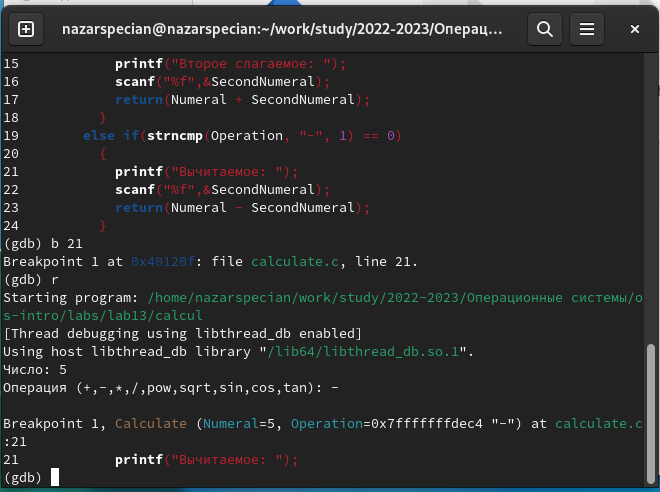 nazarspecian@nazarspecian:~/work/study/2022-2023/Операц...
15 printf("Второе слагаемое: ");
16 scanf("%f",&SecondNumeral);
17 return(Numeral + SecondNumeral);
18 }
19 else if(strncmp(Operation, "-", 1) == 0)
20 {
21 printf("Вычитаемое: ");
22 scanf("%f",&SecondNumeral);
23 return(Numeral - SecondNumeral);
24 }
(gdb) b 21
Breakpoint 1 at 0x40120f: file calculate.c, line 21.
(gdb) r
Starting program: /home/nazarspecian/work/study/2022-2023/Операционные системы/o
s-intro/labs/lab13/calcul
[Thread debugging using libthread_db enabled]
Using host libthread_db library "/lib64/libthread_db.so.1".
Число: 5
Операция (+,-,*,/,pow,sqrt,sin,cos,tan): -
Breakpoint 1, Calculate (Numeral=5, Operation=0x7fffffffdec4 "-") at calculate.c
:21
21 printf("Вычитаемое: ");
(gdb)